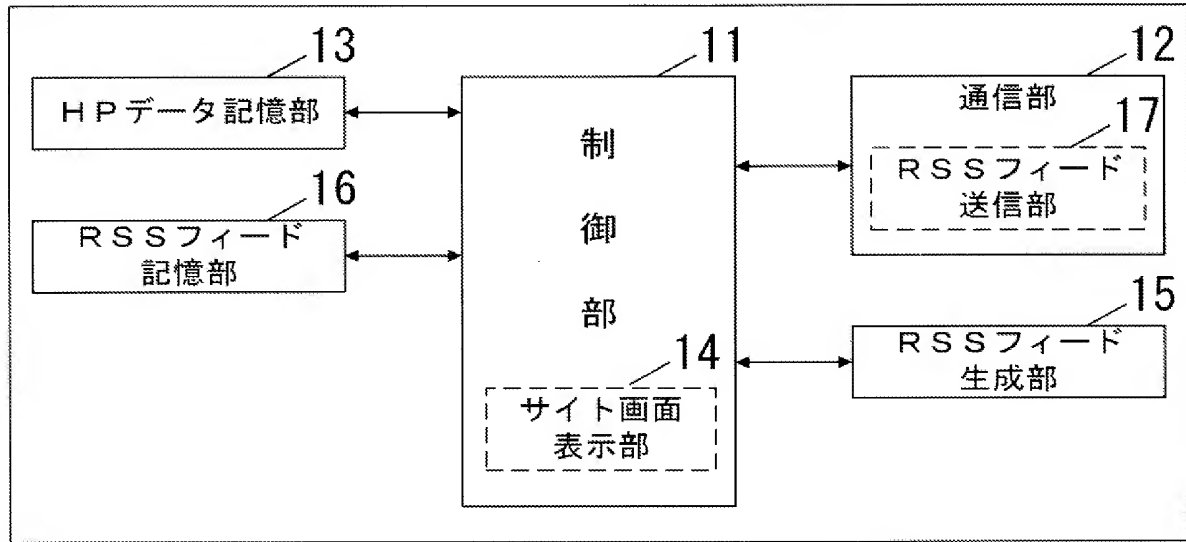 13
ＨＰデータ記憶部
16
ＲＳＳフィード
記憶部
11
制
御
部
14
サイト画面
表示部
12
通信部
17
ＲＳＳフィード
送信部
15
ＲＳＳフィード
生成部